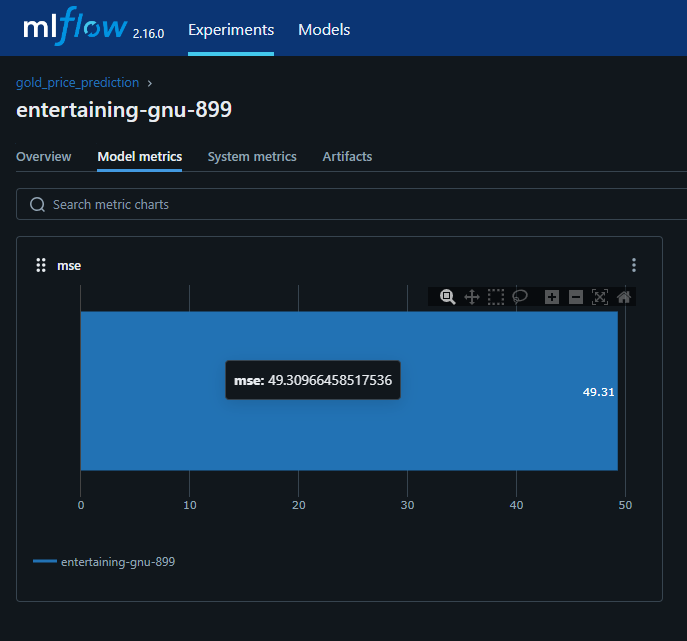 mlflow 2.16.0 Experiments Models
gold_price_prediction ›
entertaining-gnu-899
Overview Model metrics System metrics Artifacts
Search metric charts
mse
mse: 49.30966458517536
49.31
0 10 20 30 40 50
entertaining-gnu-899